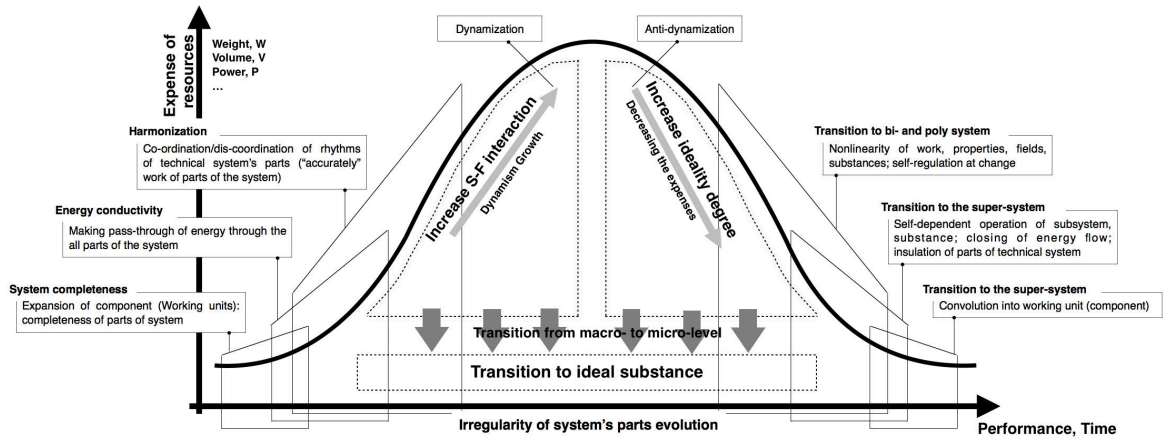 Expense of
resources
Weight, W
Volume, V
Power, P
...
Dynamization
Anti-dynamization
Harmonization
Co-ordination/dis-coordination of rhythms
of technical system's parts ("accurately"
work of parts of the system)
Energy conductivity
Making pass-through of energy through the
all parts of the system
System completeness
Expansion of component (Working units):
completeness of parts of system
Increase S-F interaction
Dynamism Growth
Increase ideality degree
Decreasing the expenses
Transition to bi- and poly system
Nonlinearity of work, properties, fields,
substances; self-regulation at change
Transition to the super-system
Self-dependent operation of subsystem,
substance; closing of energy flow;
insulation of parts of technical system
Transition to the super-system
Convolution into working unit (component)
Transition from macro- to micro-level
Transition to ideal substance
Irregularity of system's parts evolution
Performance, Time